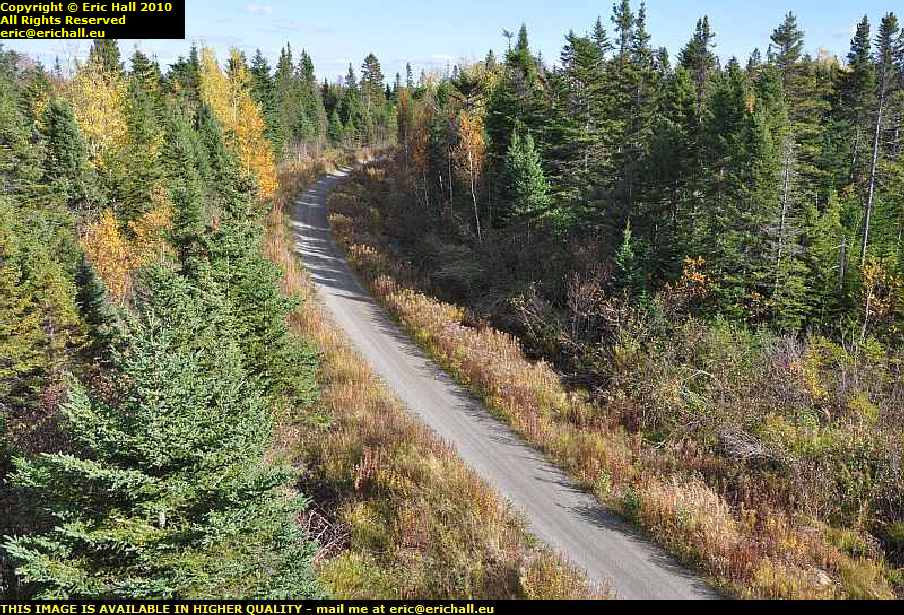 Copyright © Eric Hall 2010
All Rights Reserved
eric@erichall.eu
THIS IMAGE IS AVAILABLE IN HIGHER QUALITY - mail me at eric@erichall.eu